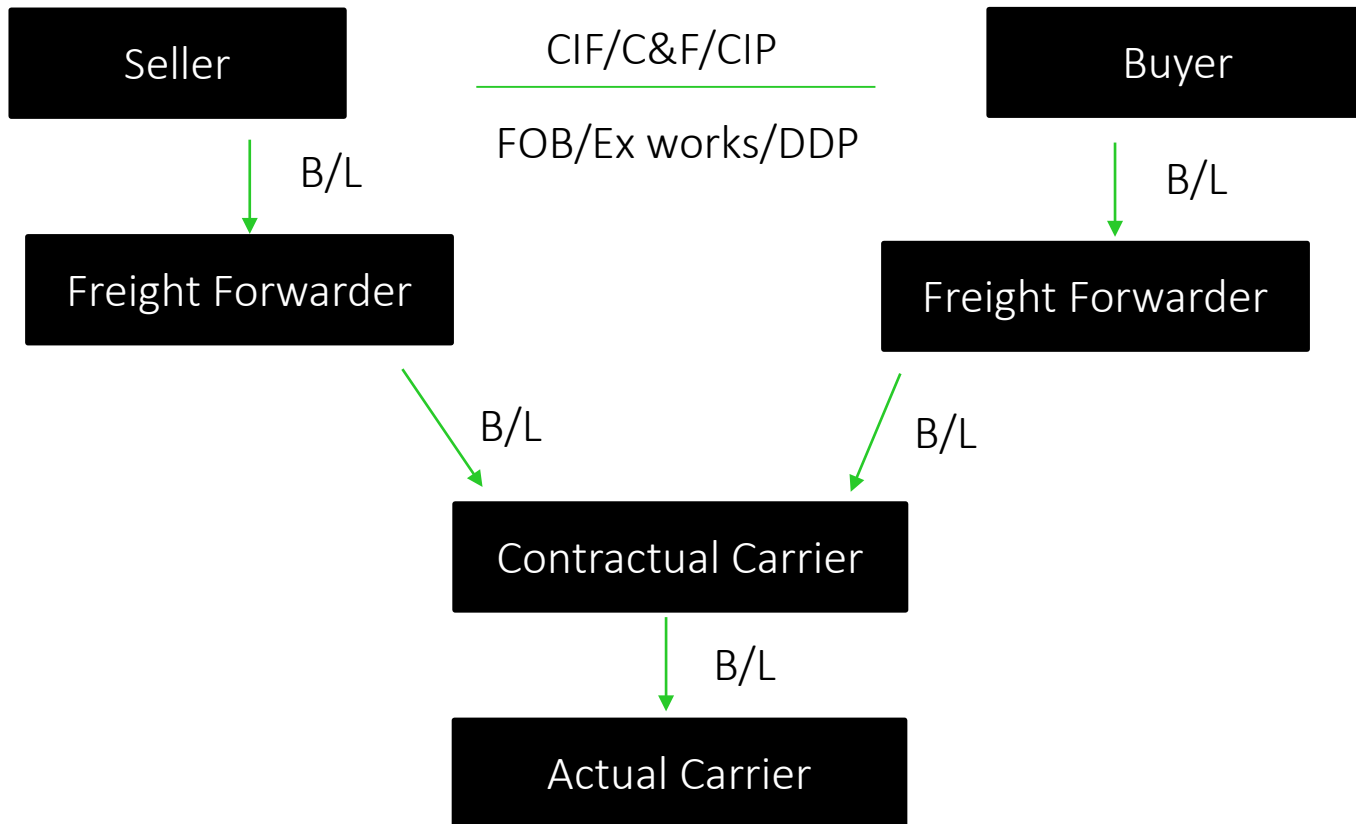 Seller
CIF/C&F/CIP
Buyer
FOB/Ex works/DDP
B/L
B/L
Freight Forwarder
Freight Forwarder
B/L
B/L
Contractual Carrier
B/L
Actual Carrier